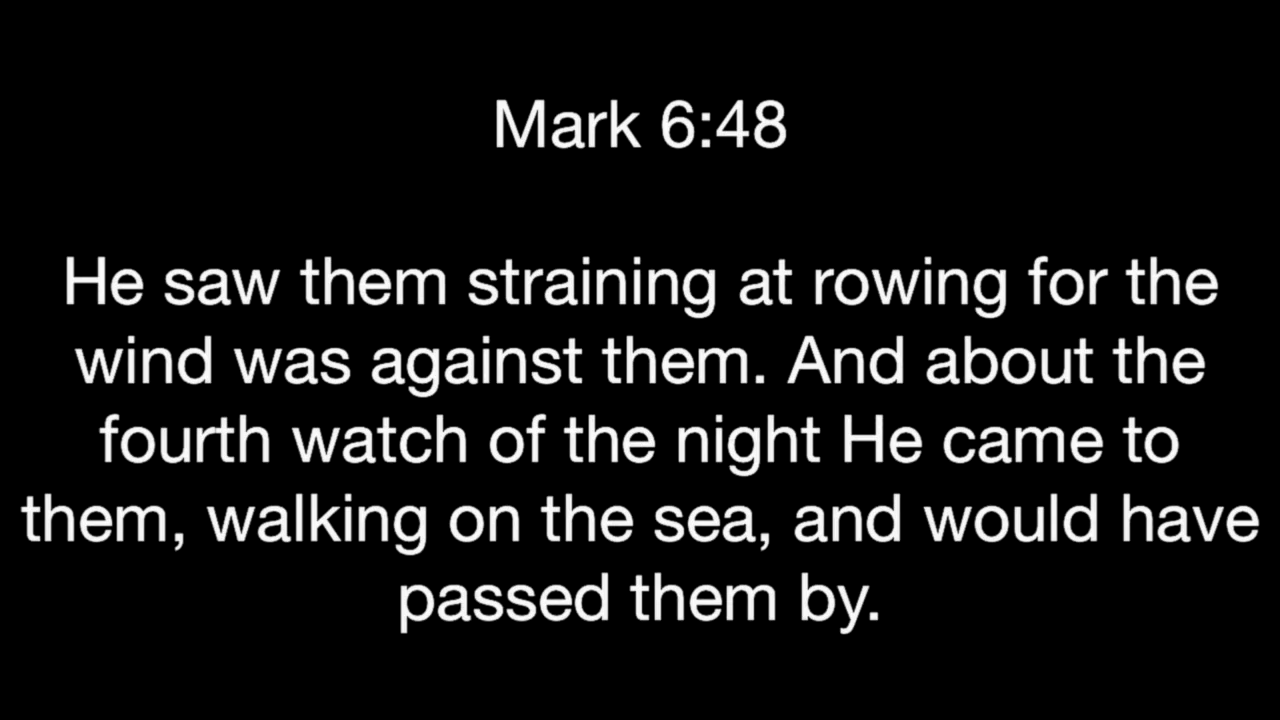 Mark 6:48
He saw them straining at rowing for the
wind was against them. And about the
fourth watch of the night He came to
them, walking on the sea, and would have
passed them by.